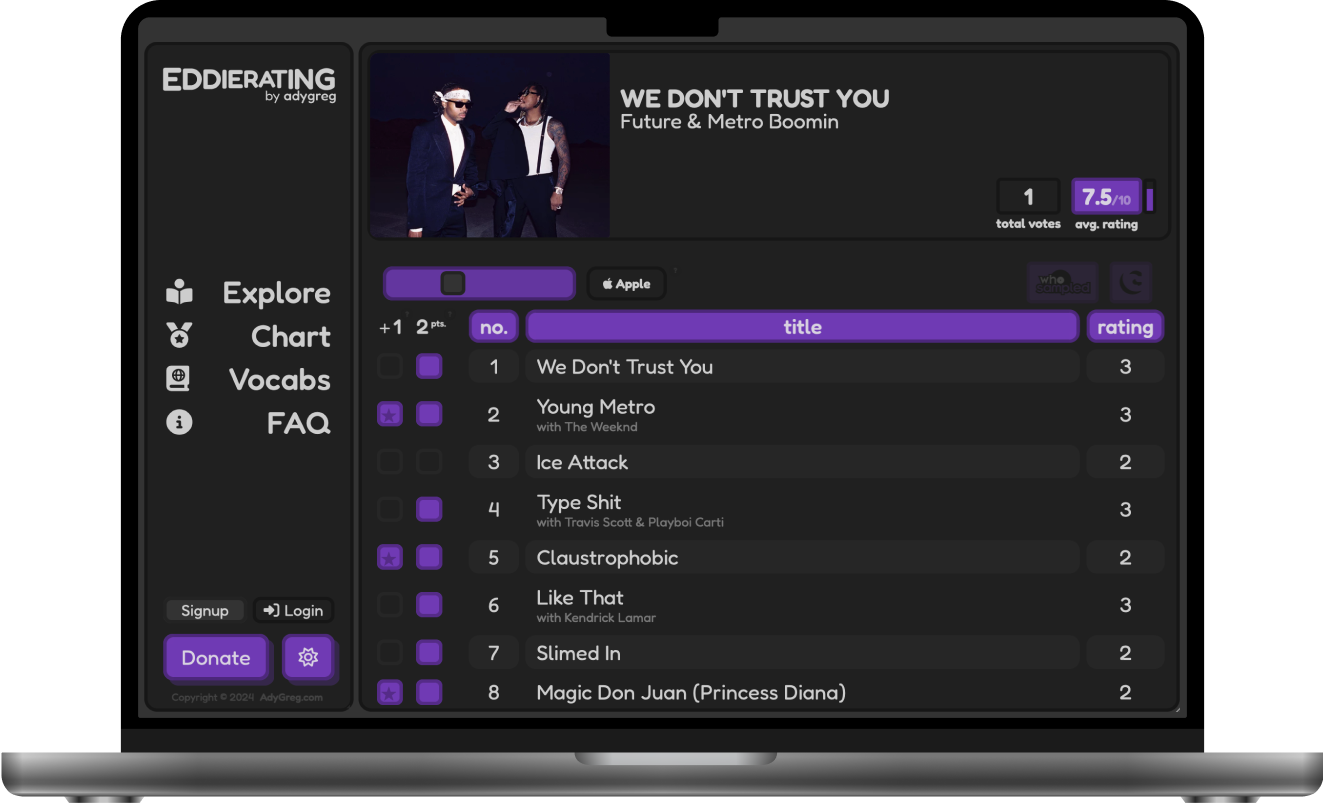 EDDIERATING
by adygreg
Explore
Chart
Vocabs
FAQ
Signup
Login
Donate
Copyright © 2024 AdyGreg.com
WE DON'T TRUST YOU
Future & Metro Boomin
1
total votes
7.5/10
avg. rating
Apple
who
sampled
+1 2 pts. no. title rating
1 We Don't Trust You 3
2 Young Metro 3
with The Weeknd
3 Ice Attack 2
4 Type Shit 3
with Travis Scott & Playboi Carti
5 Claustrophobic 2
6 Like That 3
with Kendrick Lamar
7 Slimed In 2
8 Magic Don Juan (Princess Diana) 2